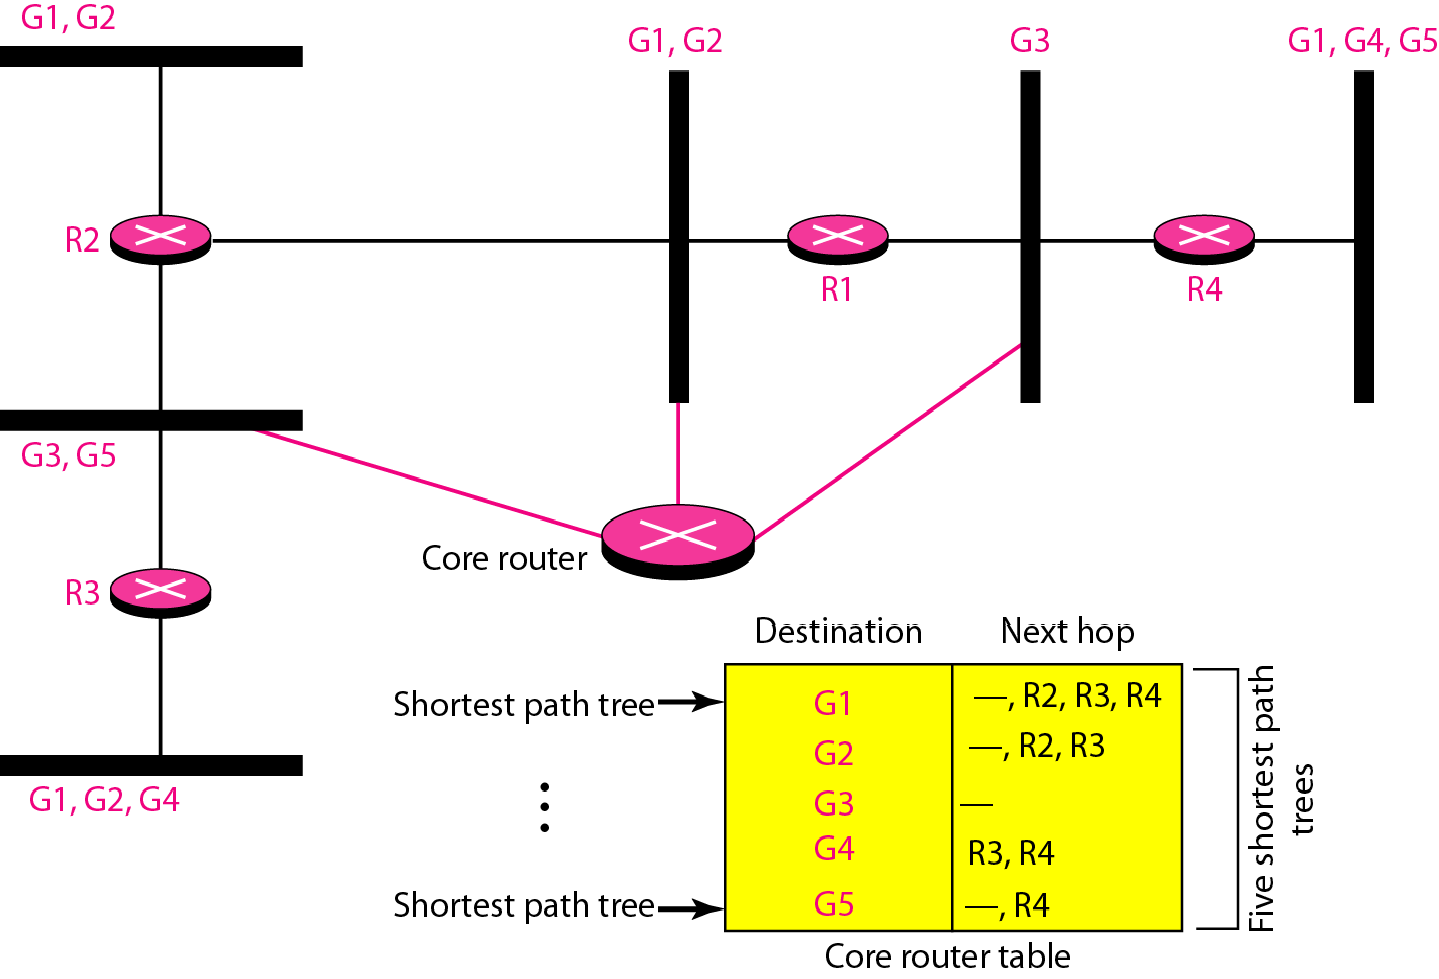 G1, G2
G1, G2
G3
G1, G4, G5
R2
R1
R4
G3, G5
Core router
R3
G1, G2, G4
Destination Next hop
Shortest path tree G1 —, R2, R3, R4
G2 —, R2, R3
G3 —
G4 R3, R4
Shortest path tree G5 —, R4
Five shortest path
trees
Core router table